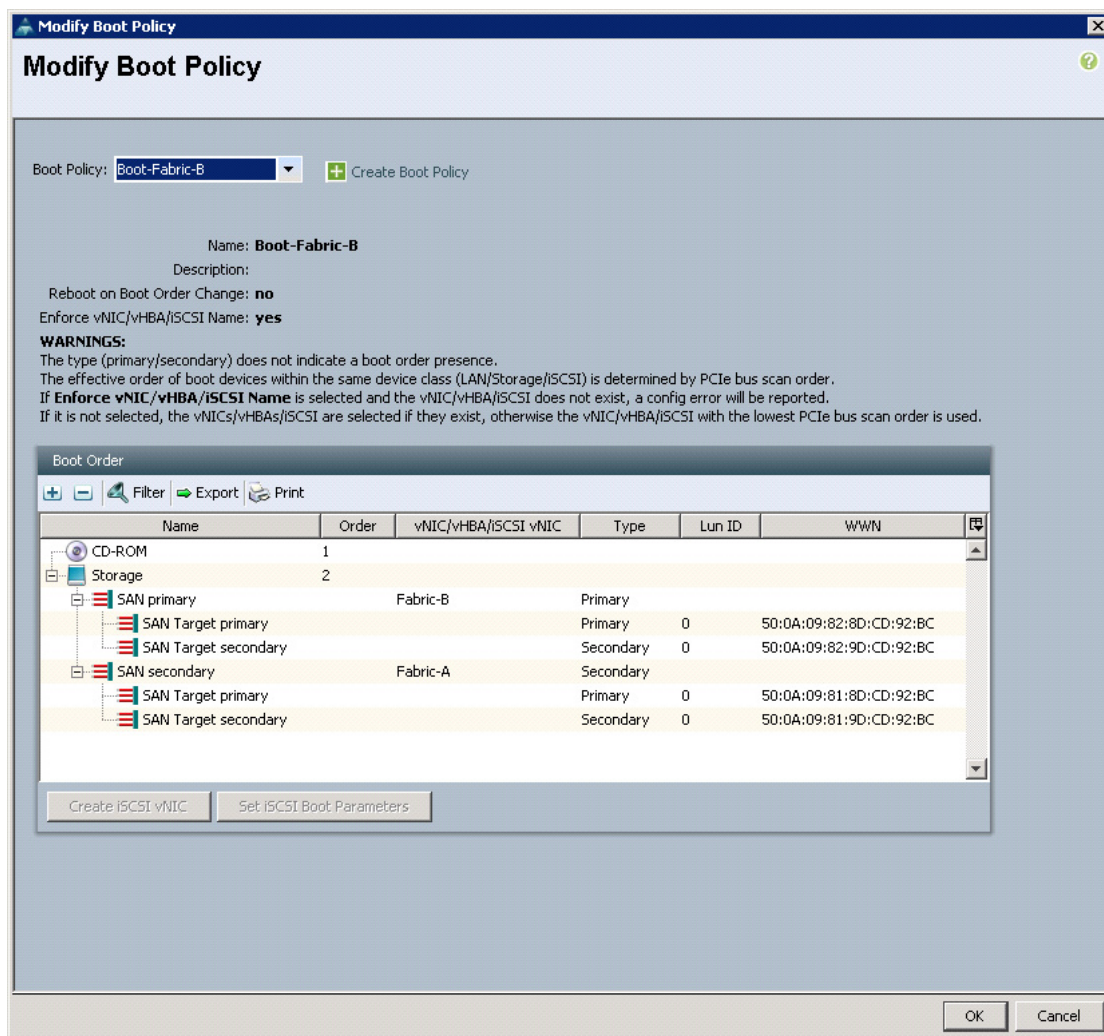 Modify Boot Policy
Modify Boot Policy
Boot Policy: Boot-Fabric-B Create Boot Policy
Name: Boot-Fabric-B
Description:
Reboot on Boot Order Change: no
Enforce vNIC/vHBA/iSCSI Name: yes
WARNINGS:
The type (primary/secondary) does not indicate a boot order presence.
The effective order of boot devices within the same device class (LAN/Storage/iSCSI) is determined by PCIe bus scan order.
If Enforce vNIC/vHBA/iSCSI Name is selected and the vNIC/vHBA/iSCSI does not exist, a config error will be reported.
If it is not selected, the vNICs/vHBAs/iSCSI are selected if they exist, otherwise the vNIC/vHBA/iSCSI with the lowest PCIe bus scan order is used.
Boot Order
Filter Export Print
Name Order vNIC/vHBA/iSCSI vNIC Type Lun ID WWN
CD-ROM 1
Storage 2
SAN primary Fabric-B Primary
SAN Target primary Primary 0 50:0A:09:82:8D:CD:92:BC
SAN Target secondary Secondary 0 50:0A:09:82:9D:CD:92:BC
SAN secondary Fabric-A Secondary
SAN Target primary Primary 0 50:0A:09:81:8D:CD:92:BC
SAN Target secondary Secondary 0 50:0A:09:81:9D:CD:92:BC
Create iSCSI vNIC Set iSCSI Boot Parameters
OK Cancel